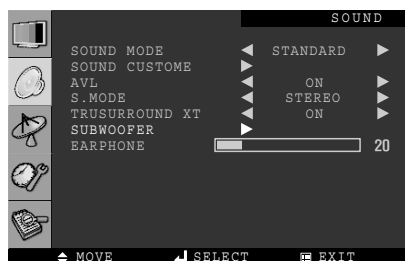 SOUND
SOUND MODE STANDARD
SOUND CUSTOME
AVL ON
S.MODE STEREO
TRUSURROUND XT ON
SUBWOOFER
EARPHONE 20
MOVE SELECT EXIT